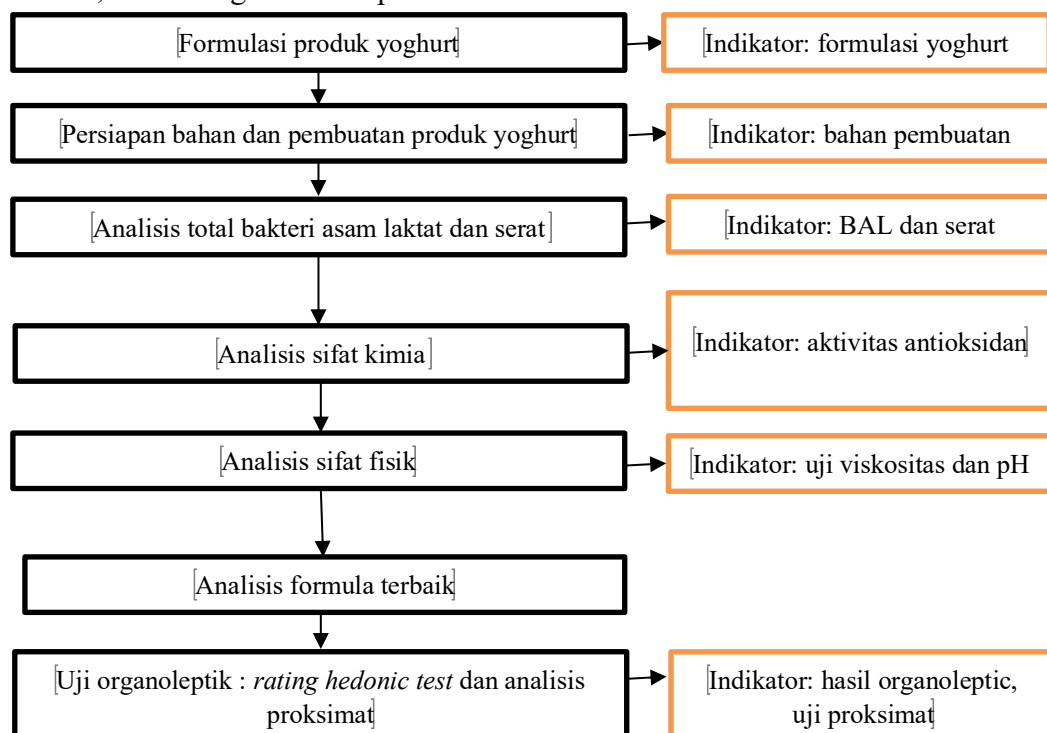 Formulasi produk yoghurt
Indikator: formulasi yoghurt
Persiapan bahan dan pembuatan produk yoghurt
Indikator: bahan pembuatan
Analisis total bakteri asam laktat dan serat
Indikator: BAL dan serat
Analisis sifat kimia
Indikator: aktivitas antioksidan
Analisis sifat fisik
Indikator: uji viskositas dan pH
Analisis formula terbaik
Uji organoleptik : rating hedonic test dan analisis
proksimat
Indikator: hasil organoleptic,
uji proksimat